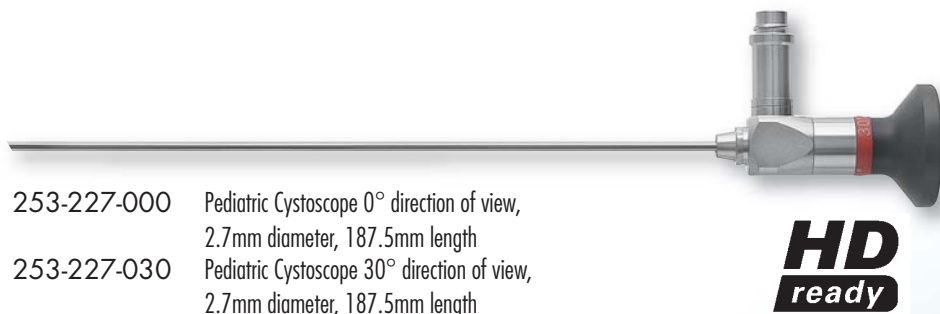 30
253-227-000 Pediatric Cystoscope 0° direction of view,
2.7mm diameter, 187.5mm length
253-227-030 Pediatric Cystoscope 30° direction of view,
2.7mm diameter, 187.5mm length
HD
ready